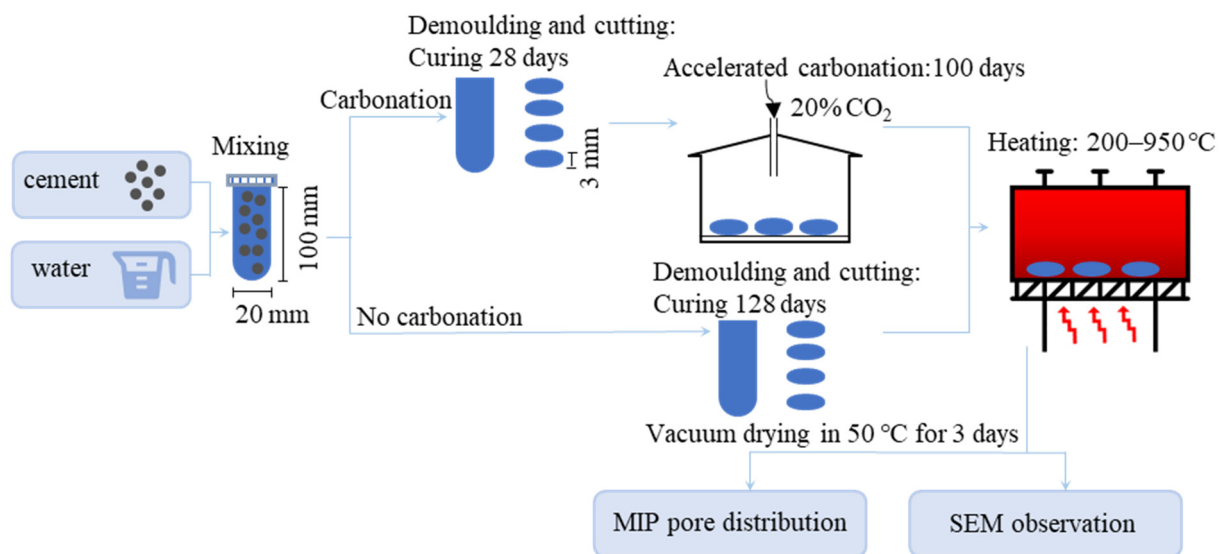 Demoulding and cutting:
Curing 28 days
Accelerated carbonation:100 days
Carbonation
20% CO₂
Heating: 200–950 °C
Mixing
3 mm
cement
100 mm
water
Demoulding and cutting:
Curing 128 days
20 mm
No carbonation
Vacuum drying in 50 °C for 3 days
MIP pore distribution
SEM observation